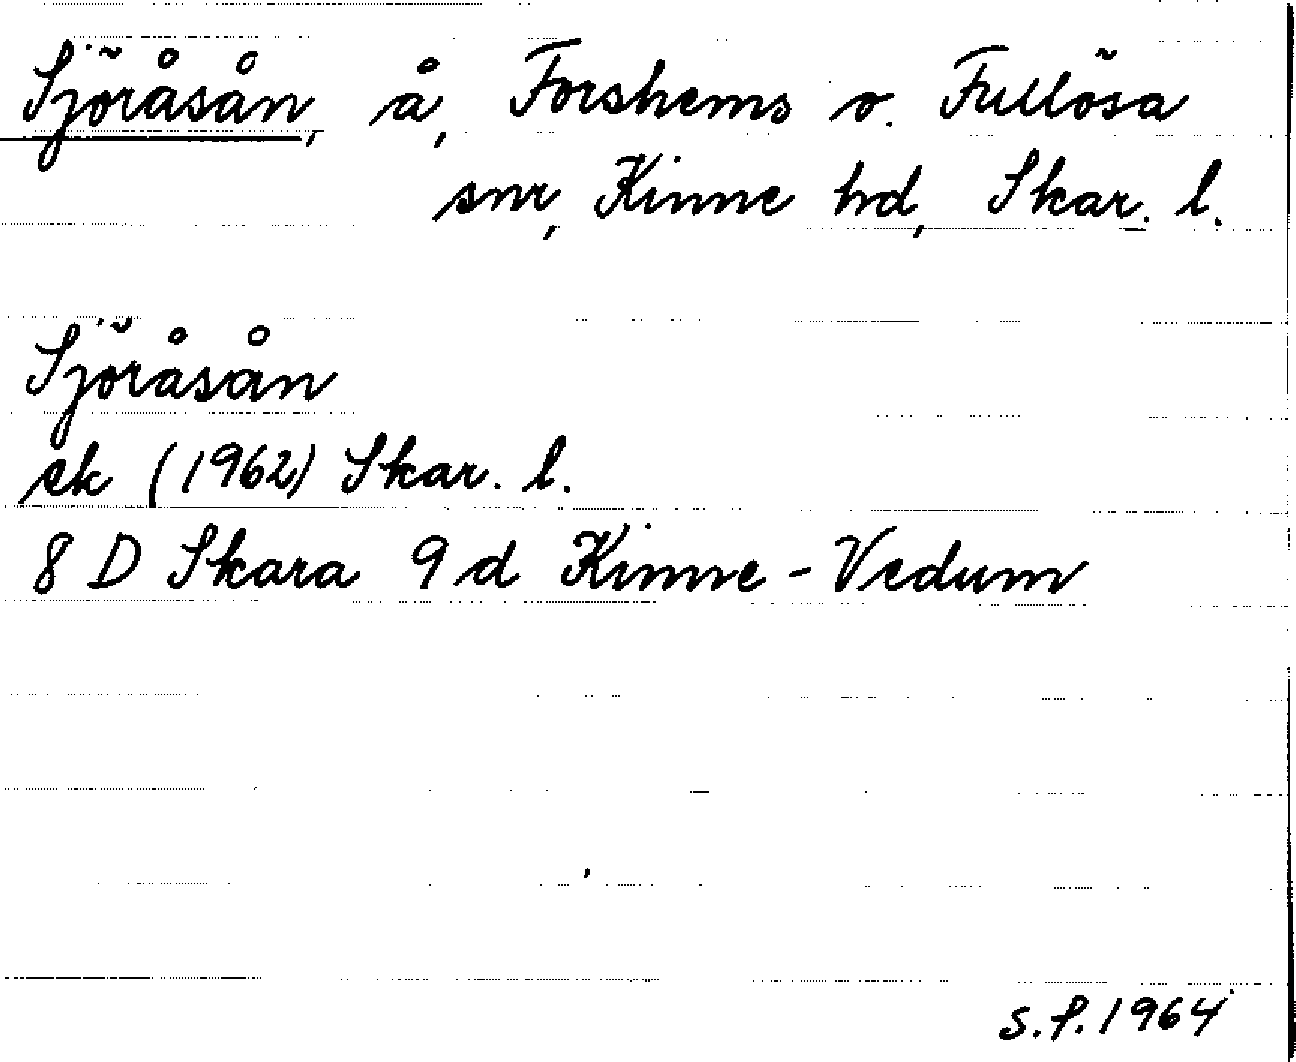 Sjöråsån, å, Forshems o. Fullösa
snr, Kinne hd, Skar. l.
Sjöråsån
ek (1962) Skar. l.
8 D Skara 9 d Kinne-Vedum
S.F. 1964